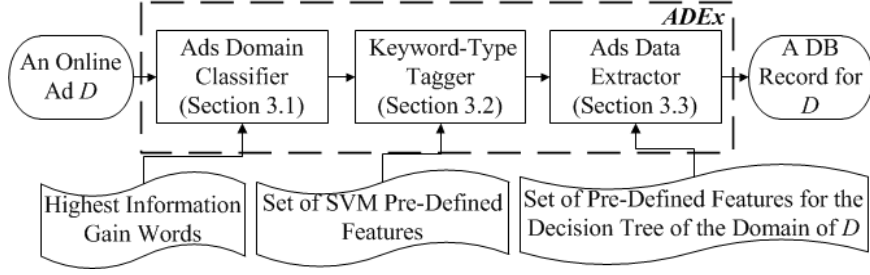 ADEx
An Online
Ad D
Ads Domain
Classifier
(Section 3.1)
Keyword-Type
Tagger
(Section 3.2)
Ads Data
Extractor
(Section 3.3)
A DB
Record for
D
Highest Information
Gain Words
Set of SVM Pre-Defined
Features
Set of Pre-Defined Features for the
Decision Tree of the Domain of D